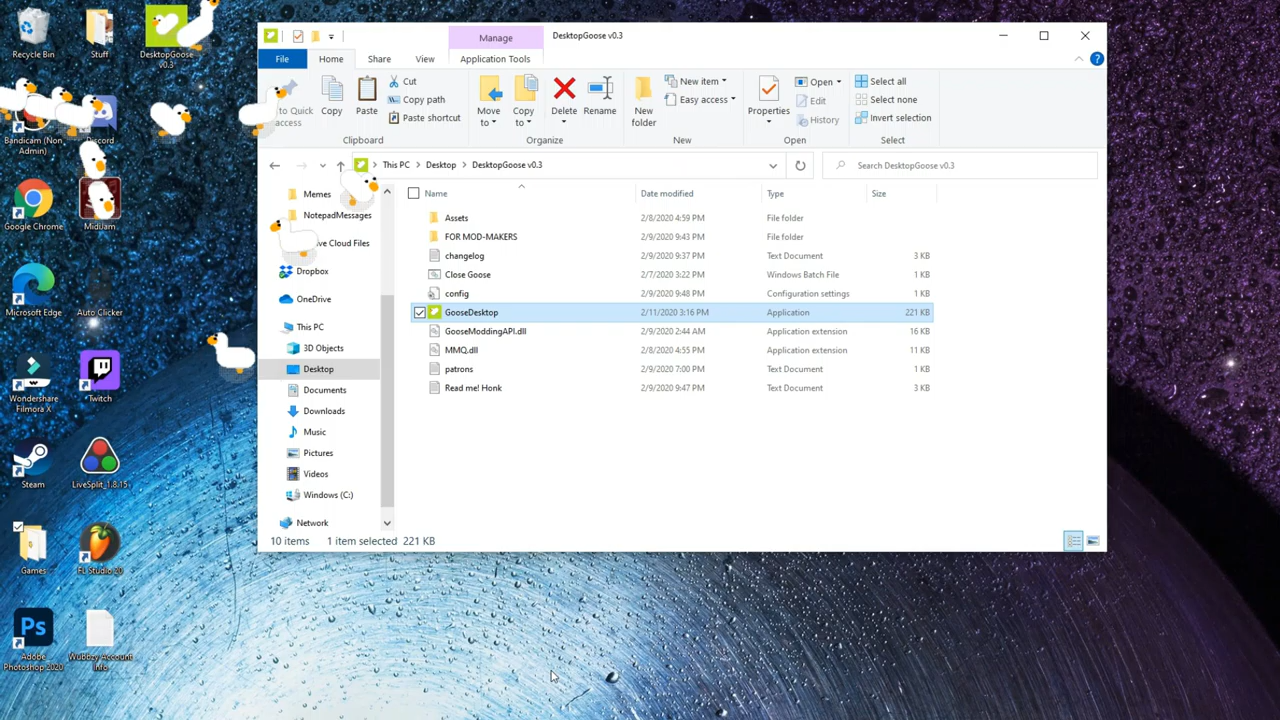 Recycle Bin
Stuff
DesktopGoose
v0.3
Bandicam (Non
Admin)
Discord
Google Chrome
MidiJam
Microsoft Edge
Auto Clicker
Wondershare
Filmora X
Twitch
Steam
LiveSplit_1.8.15
Games
FL Studio 20
Ps
Adobe
Photoshop 2020
Wubbzy Account
Info.
Manage
DesktopGoose v0.3
File
Home
Share
View
Application Tools
to Quick
access
Copy
Paste
Cut
Copy path
Paste shortcut
Clipboard
Move
to
Copy
to
Delete
Rename
Organize
New
folder
New item
Easy access
New
Properties
Open
Edit
History
Open
Select all
Select none
Invert selection
Select
This PC
Desktop
DesktopGoose v0.3
Search DesktopGoose v0.3
Memes
NotepadMessages
ve Cloud Files
Dropbox
OneDrive
This PC
3D Objects
Desktop
Documents
Downloads
Music
Pictures
Videos
Windows (C:)
Network
Name Date modified Type Size
Assets 2/8/2020 4:59 PM File folder
FOR MOD-MAKERS 2/9/2020 9:43 PM File folder
changelog 2/9/2020 9:37 PM Text Document 3 KB
Close Goose 2/7/2020 3:22 PM Windows Batch File 1 KB
config 2/9/2020 9:48 PM Configuration settings 1 KB
GooseDesktop 2/11/2020 3:16 PM Application 221 KB
GooseModdingAPI.dll 2/9/2020 2:44 AM Application extension 16 KB
MMQ.dll 2/8/2020 4:55 PM Application extension 11 KB
patrons 2/9/2020 7:00 PM Text Document 1 KB
Read me! Honk 2/9/2020 9:47 PM Text Document 3 KB
10 items 1 item selected 221 KB